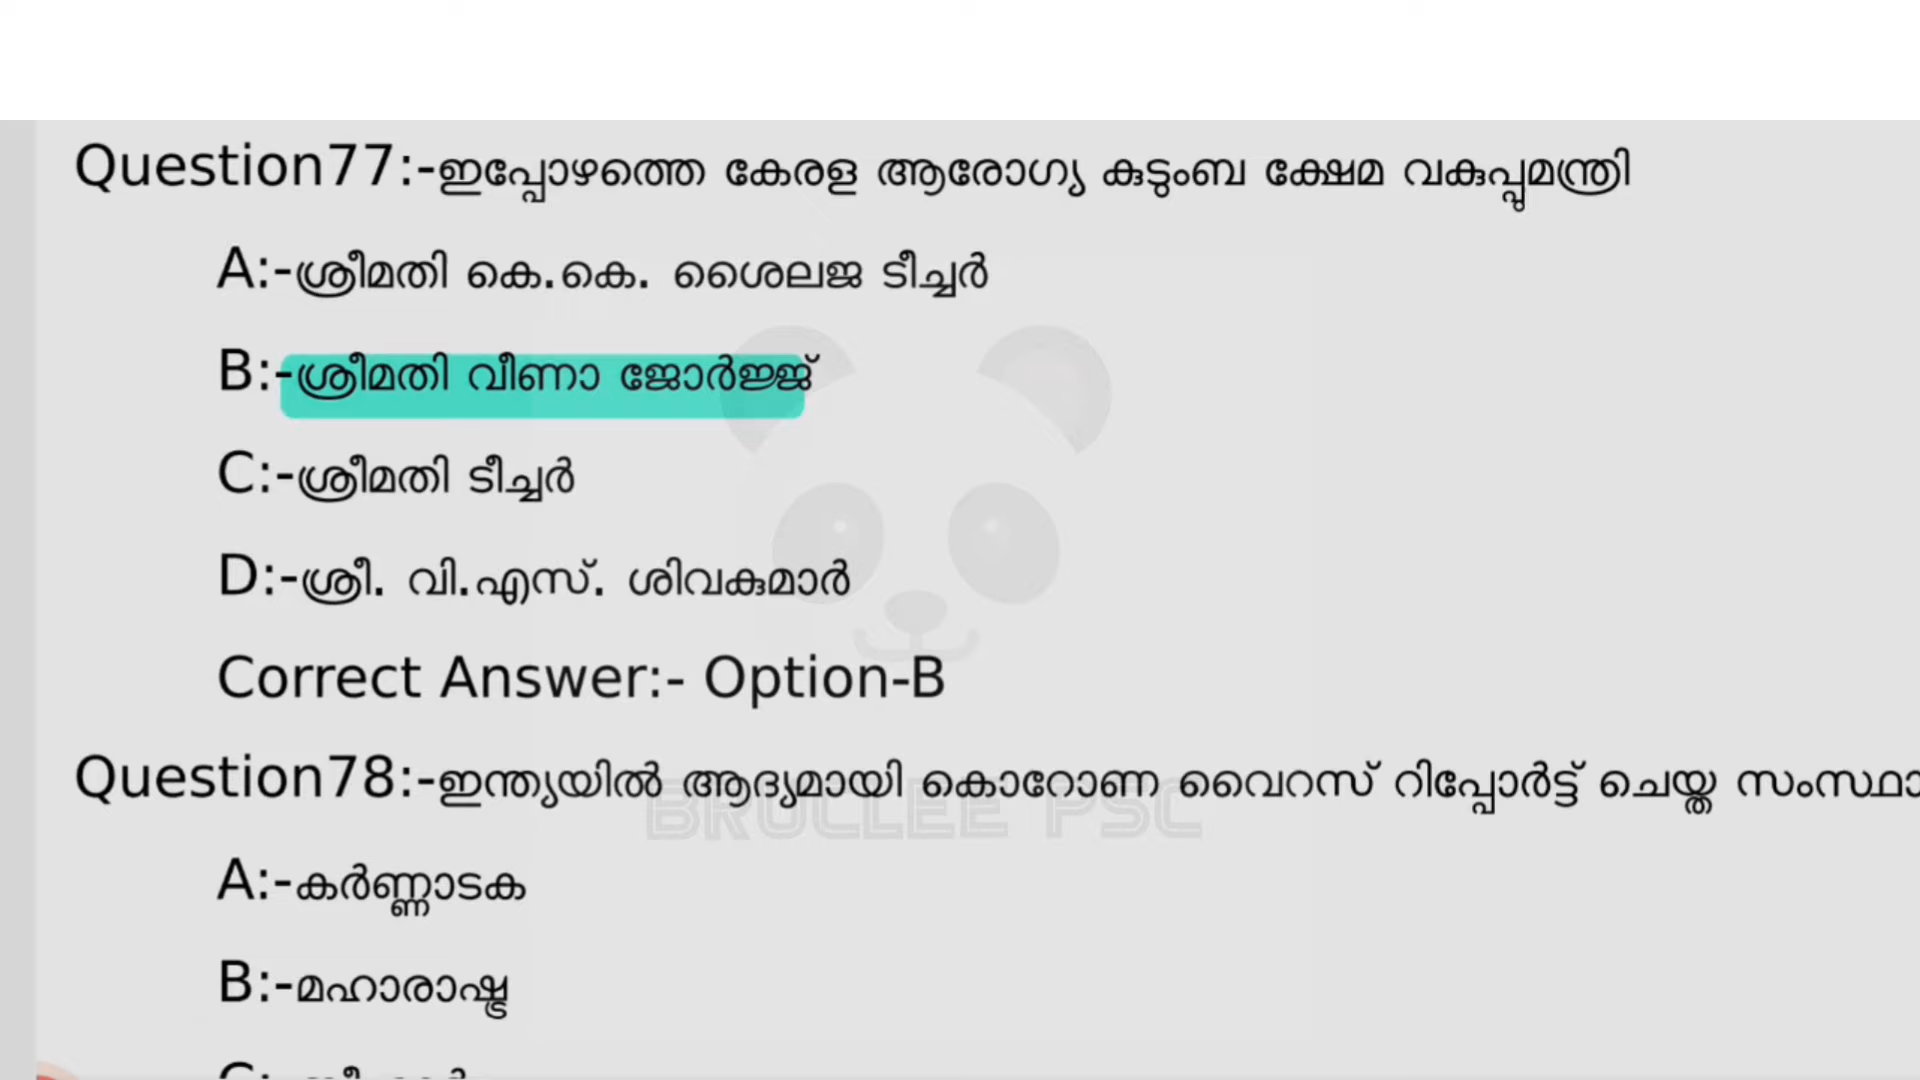 Question77:-ഇപ്പോഴത്തെ കേരള ആരോഗ്യ കുടുംബ ക്ഷേമ വകുപ്പുമന്ത്രി
A:-ശ്രീമതി കെ.കെ. ശൈലജ ടീച്ചർ
B:-ശ്രീമതി വീണാ ജോർജ്ജ്
C:-ശ്രീമതി ടീച്ചർ
D:-ശ്രീ. വി.എസ്. ശിവകുമാർ
Correct Answer:- Option-B
Question78:-ഇന്ത്യയിൽ ആദ്യമായി കൊറോണ വൈറസ് റിപ്പോർട്ട് ചെയ്ത
BRUCLEE PSC
A:-കർണ്ണാടക
B:-മഹാരാഷ്ട്ര